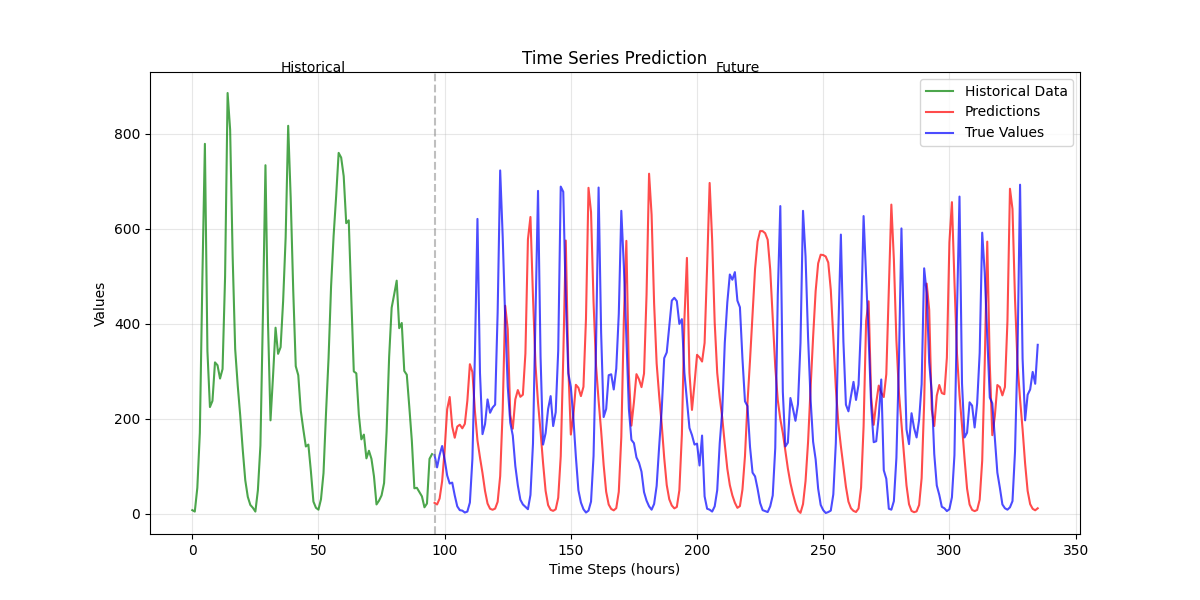 Time Series Prediction
Historical
Future
Historical Data
Predictions
True Values
Values
800
600
400
200
0
0
50
100
150
200
250
300
350
Time Steps (hours)